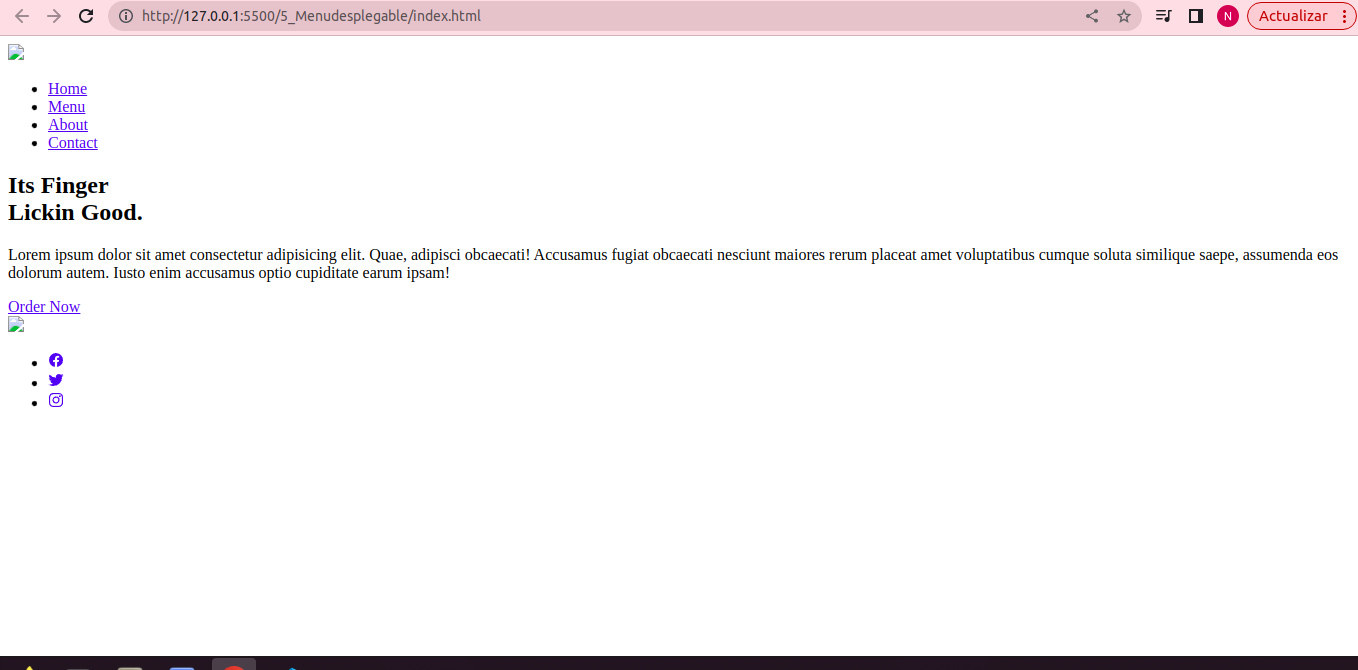 http://127.0.0.1:5500/5_Menudesplegable/index.html
N
Actualizar
Home
Menu
About
Contact
Its Finger
Lickin Good.
Lorem ipsum dolor sit amet consectetur adipisicing elit. Quae, adipisci obcaecati! Accusamus fugiat obcaecati nesciunt maiores rerum placeat amet voluptatibus cumque soluta similique saepe, assumenda eos
dolorum autem. Iusto enim accusamus optio cupiditate earum ipsam!
Order Now